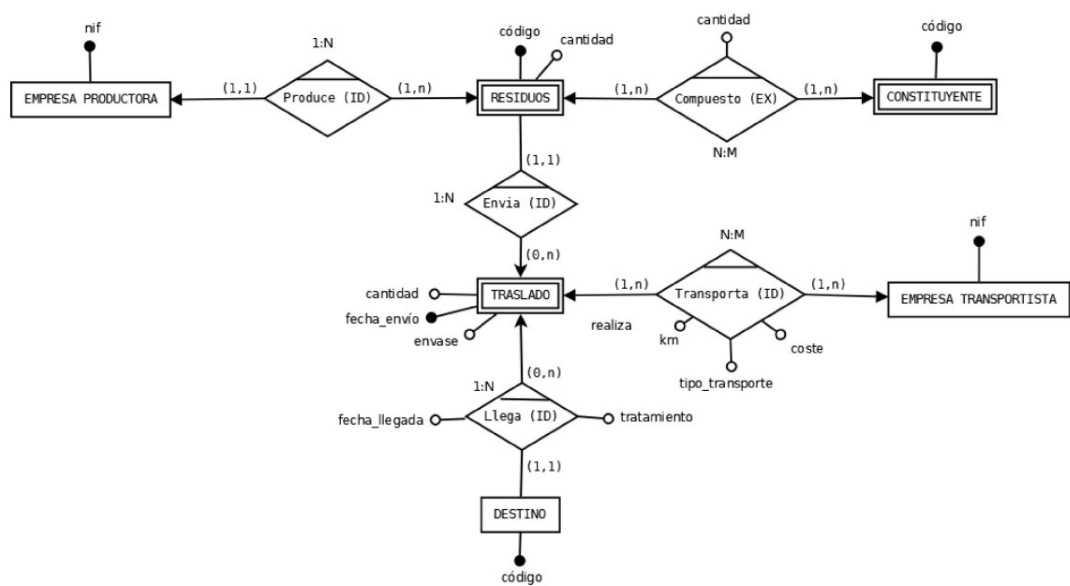 nif
1:N
código
cantidad
cantidad
código
EMPRESA PRODUCTORA
(1,1)
Produce (ID)
(1,n)
RESIDUOS
(1,n)
Compuesto (EX)
(1,n)
CONSTITUYENTE
N:M
(1,1)
1:N
Envia (ID)
(0,n)
N:M
nif
cantidad
TRASLADO
(1,n)
Transporta (ID)
(1,n)
EMPRESA TRANSPORTISTA
fecha_envío
envase
realiza
km
coste
tipo_transporte
(0,n)
1:N
fecha_llegada
Llega (ID)
tratamiento
(1,1)
DESTINO
código